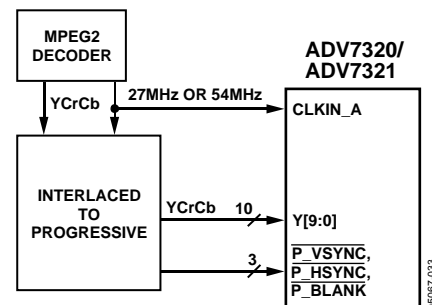 MPEG2
DECODER
ADV7320/
ADV7321
YCrCb
27MHz OR 54MHz
CLKIN_A
INTERLACED
TO
PROGRESSIVE
YCrCb
10
Y[9:0]
3
P_VSYNC,
P_HSYNC,
P_BLANK